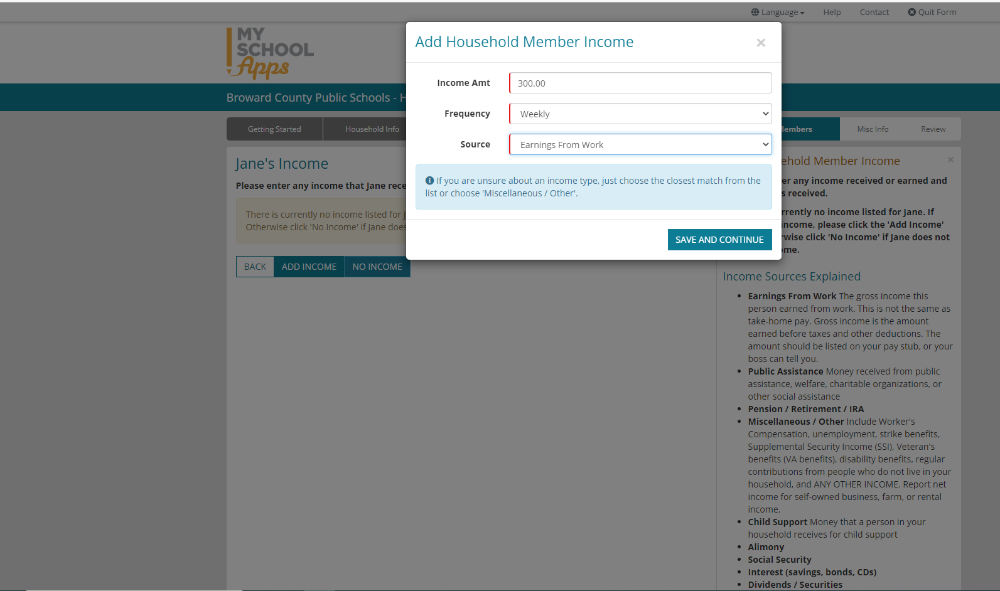 Language
Help
Contact
Quit Form
MY
SCHOOL
Apps
Add Household Member Income
×
Income Amt
300.00
Frequency
Weekly
Source
Earnings From Work
If you are unsure about an income type, just choose the closest match from the
list or choose 'Miscellaneous / Other'.
SAVE AND CONTINUE
Broward County Public Schools - H
Getting Started
Household Info
Members
Misc Info
Review
Jane's Income
Please enter any income that Jane rece
There is currently no income listed for J
Otherwise click 'No Income' if Jane does
BACK
ADD INCOME
NO INCOME
ehold Member Income
×
er any income received or earned and
s received.
rrently no income listed for Jane. If
income, please click the 'Add Income'
rwise click 'No Income' if Jane does not
ome.
Income Sources Explained
• Earnings From Work The gross income this
person earned from work. This is not the same as
take-home pay. Gross income is the amount
earned before taxes and other deductions. The
amount should be listed on your pay stub, or your
boss can tell you.
• Public Assistance Money received from public
assistance, welfare, charitable organizations, or
other social assistance
• Pension / Retirement / IRA
• Miscellaneous / Other Include Worker's
Compensation, unemployment, strike benefits,
Supplemental Security Income (SSI), Veteran's
benefits (VA benefits), disability benefits, regular
contributions from people who do not live in your
household, and ANY OTHER INCOME. Report net
income for self-owned business, farm, or rental
income.
• Child Support Money that a person in your
household receives for child support
• Alimony
• Social Security
• Interest (savings, bonds, CDs)
• Dividends / Securities